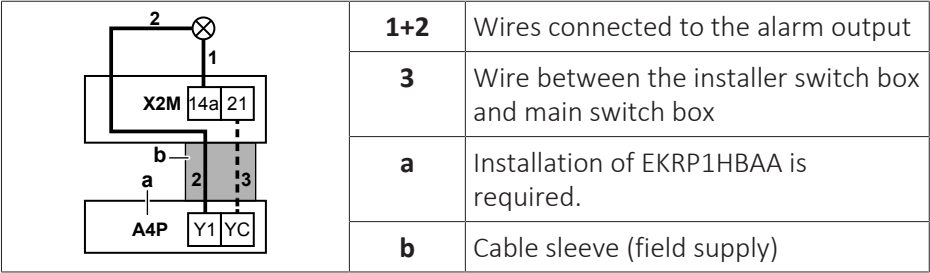 2
1
X2M 14a 21
b
a 2 3
A4P Y1 YC
1+2 Wires connected to the alarm output
3 Wire between the installer switch box
and main switch box
a Installation of EKRP1HBAA is
required.
b Cable sleeve (field supply)